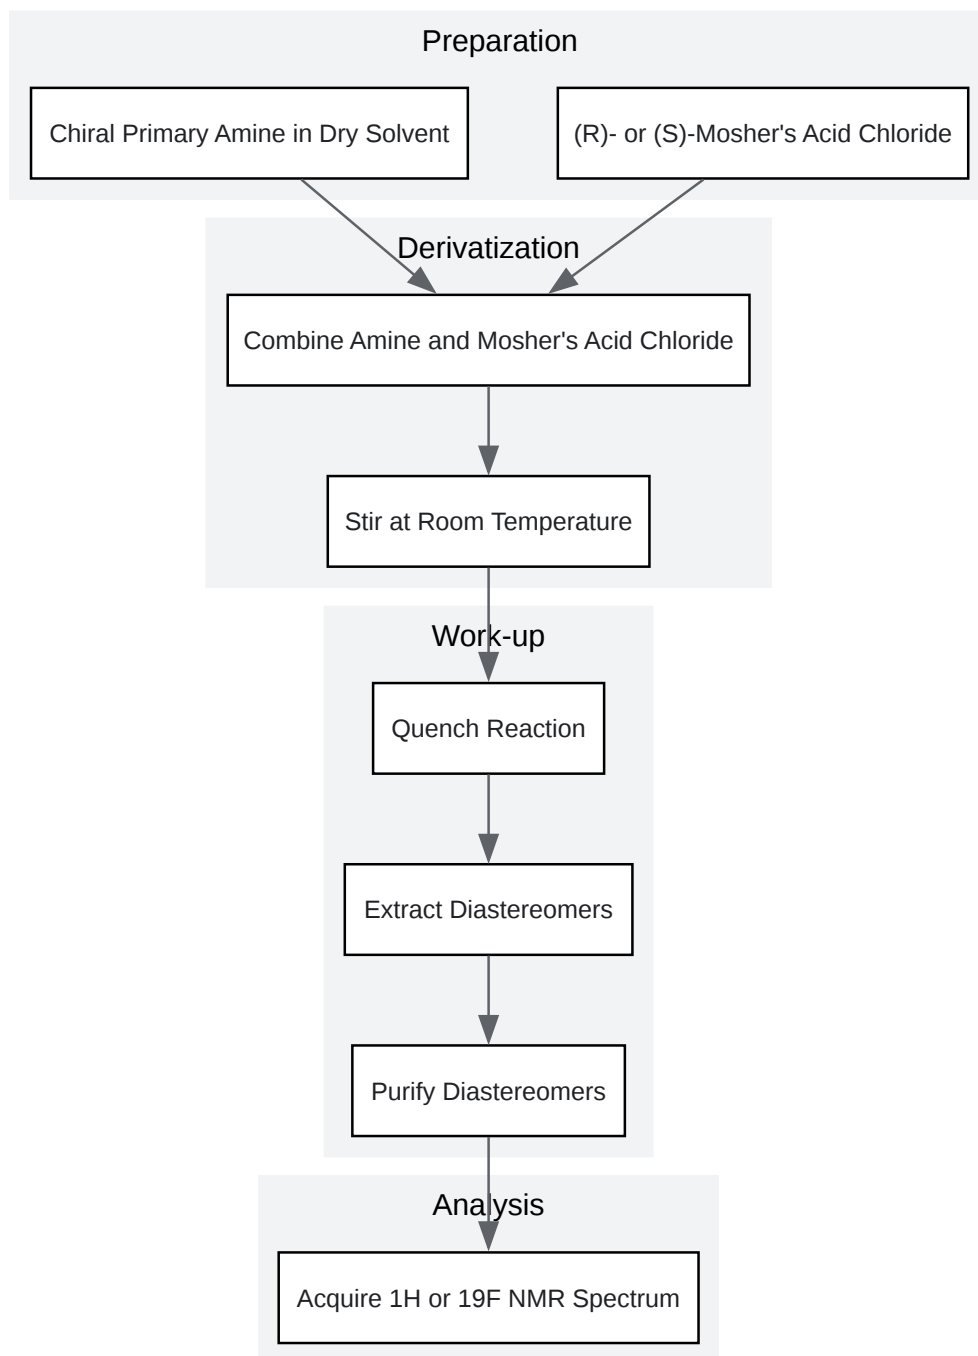 Preparation
Chiral Primary Amine in Dry Solvent
(R)- or (S)-Mosher's Acid Chloride
Derivatization
Combine Amine and Mosher's Acid Chloride
Stir at Room Temperature
Work-up
Quench Reaction
Extract Diastereomers
Purify Diastereomers
Analysis
Acquire 1H or 19F NMR Spectrum